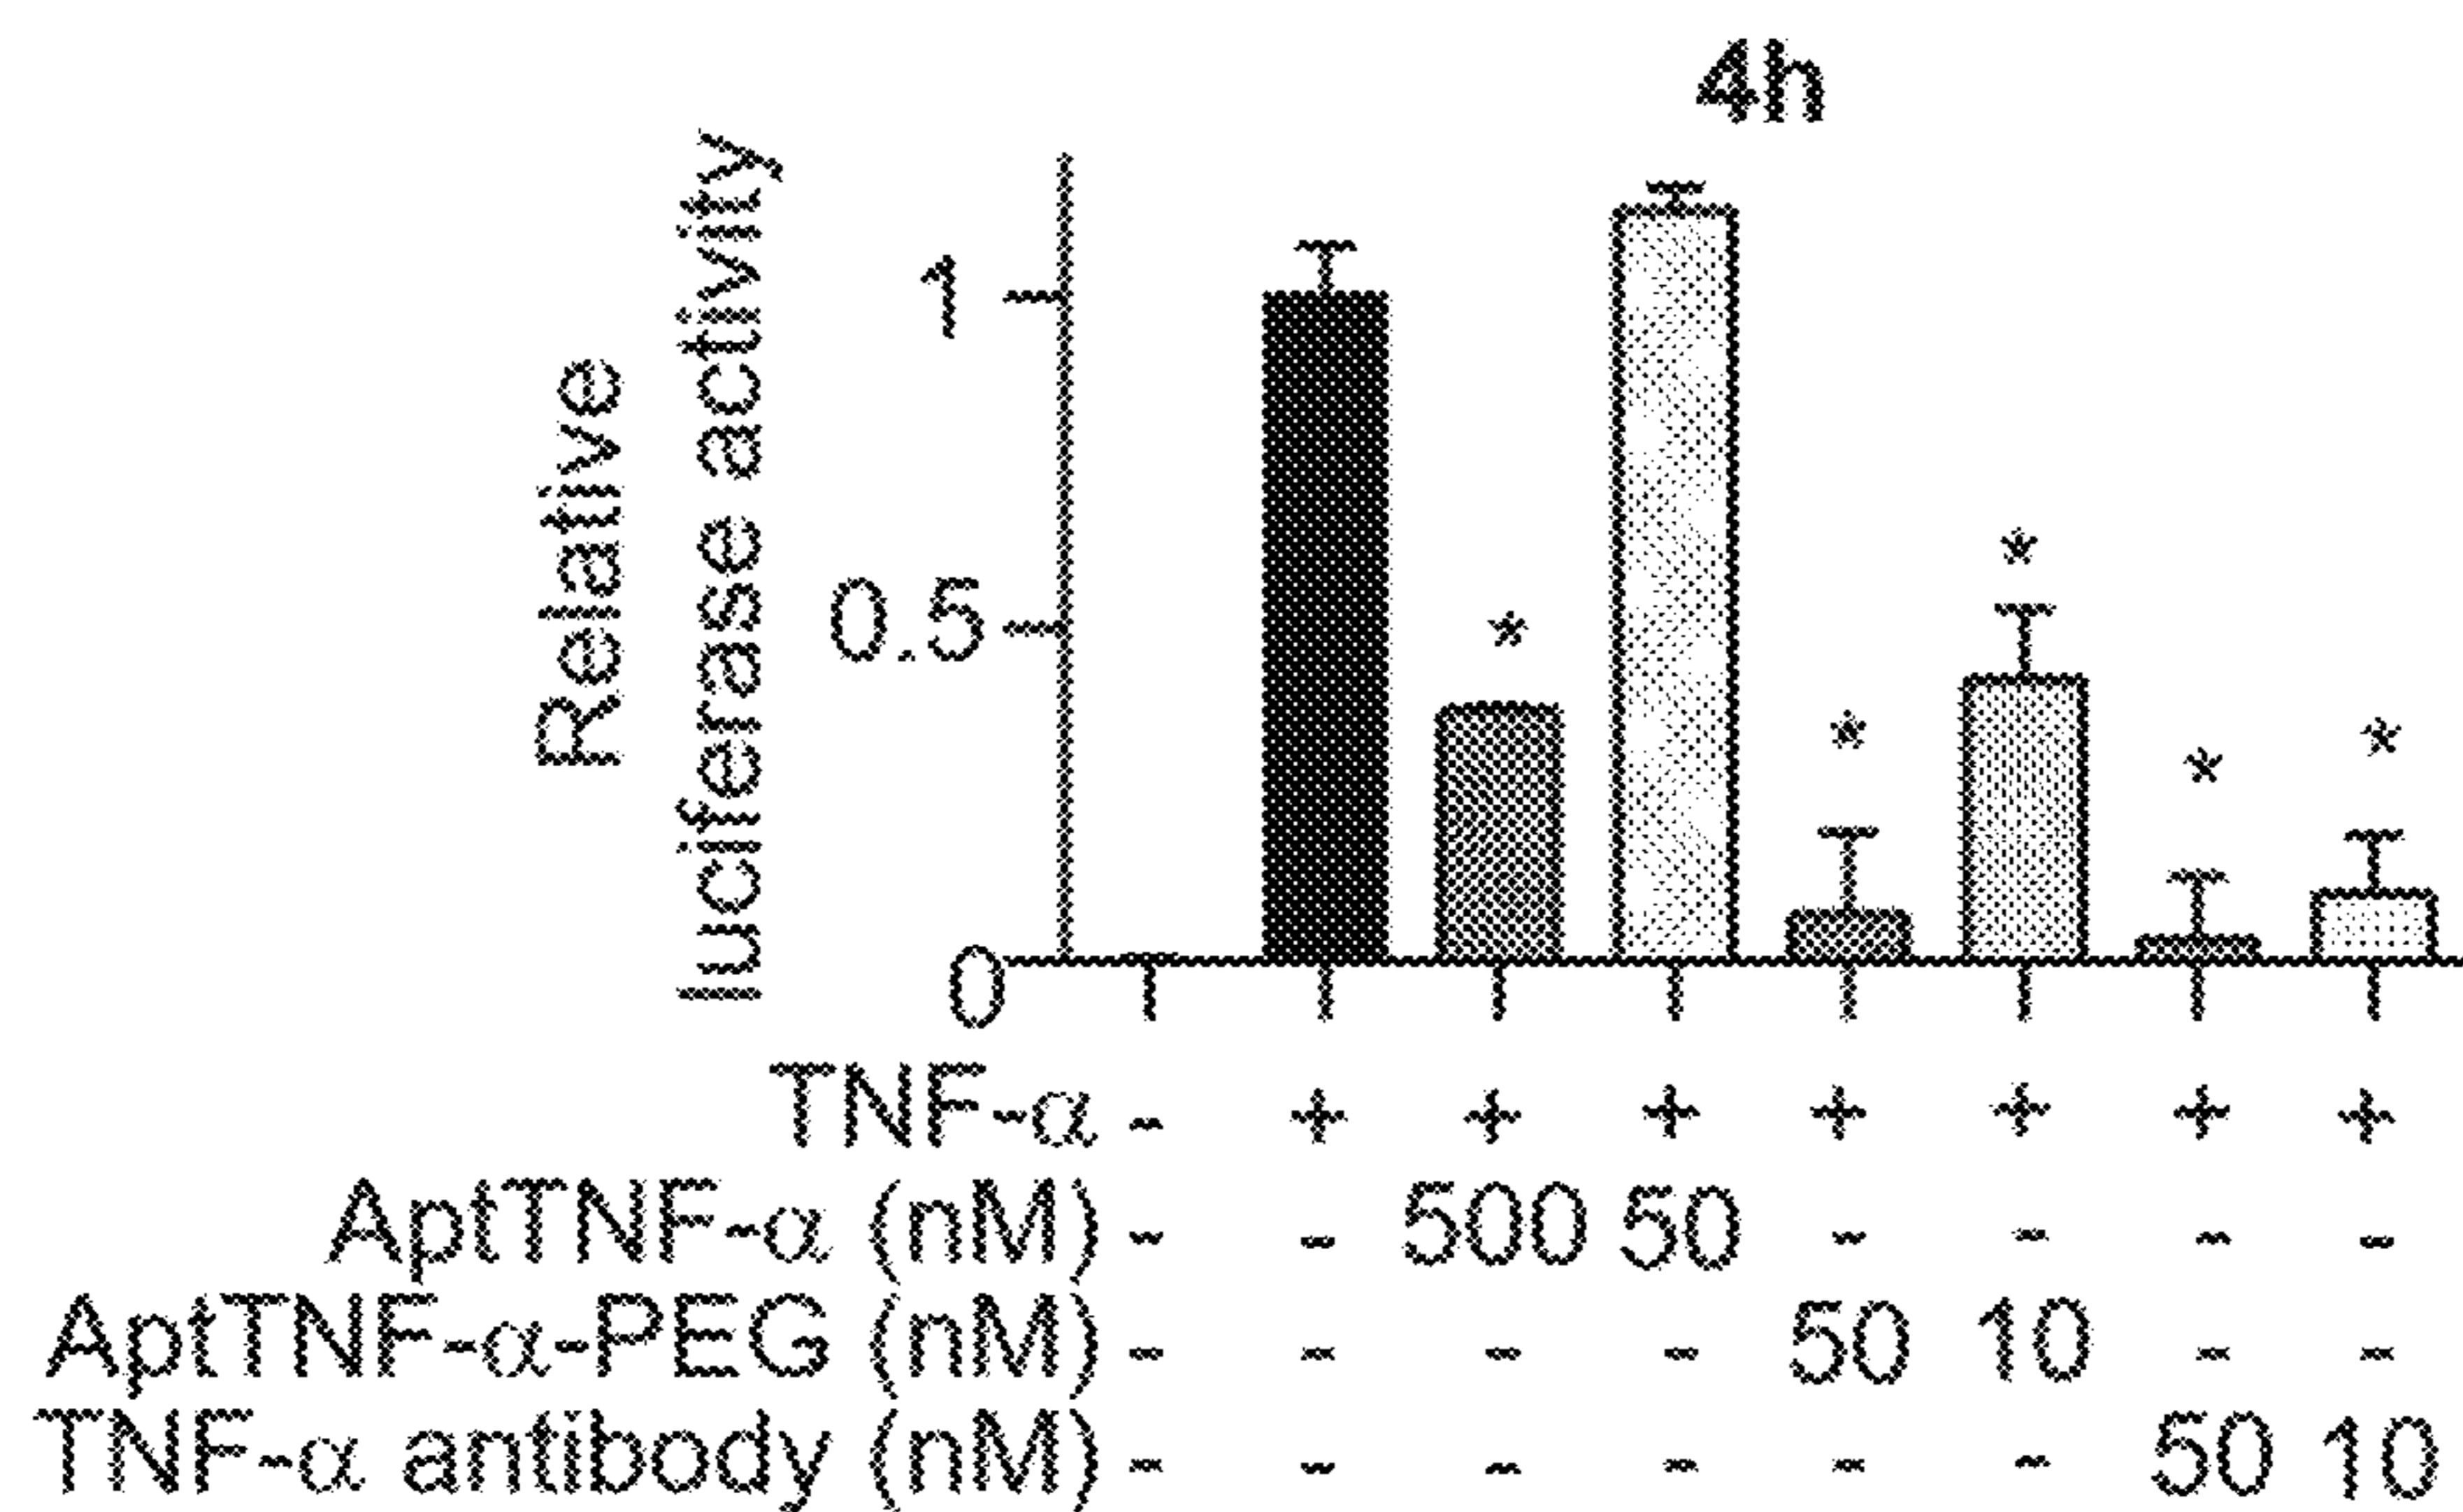 4h
Relative
luciferase activity
1
0.5
0
* * * * *
TNF-α - + + + + + + +
AptTNF-α (nM) - - 500 50 - - - -
AptTNF-α-PEG (nM) - - - - 50 10 - -
TNF-α antibody (nM) - - - - - - 50 10